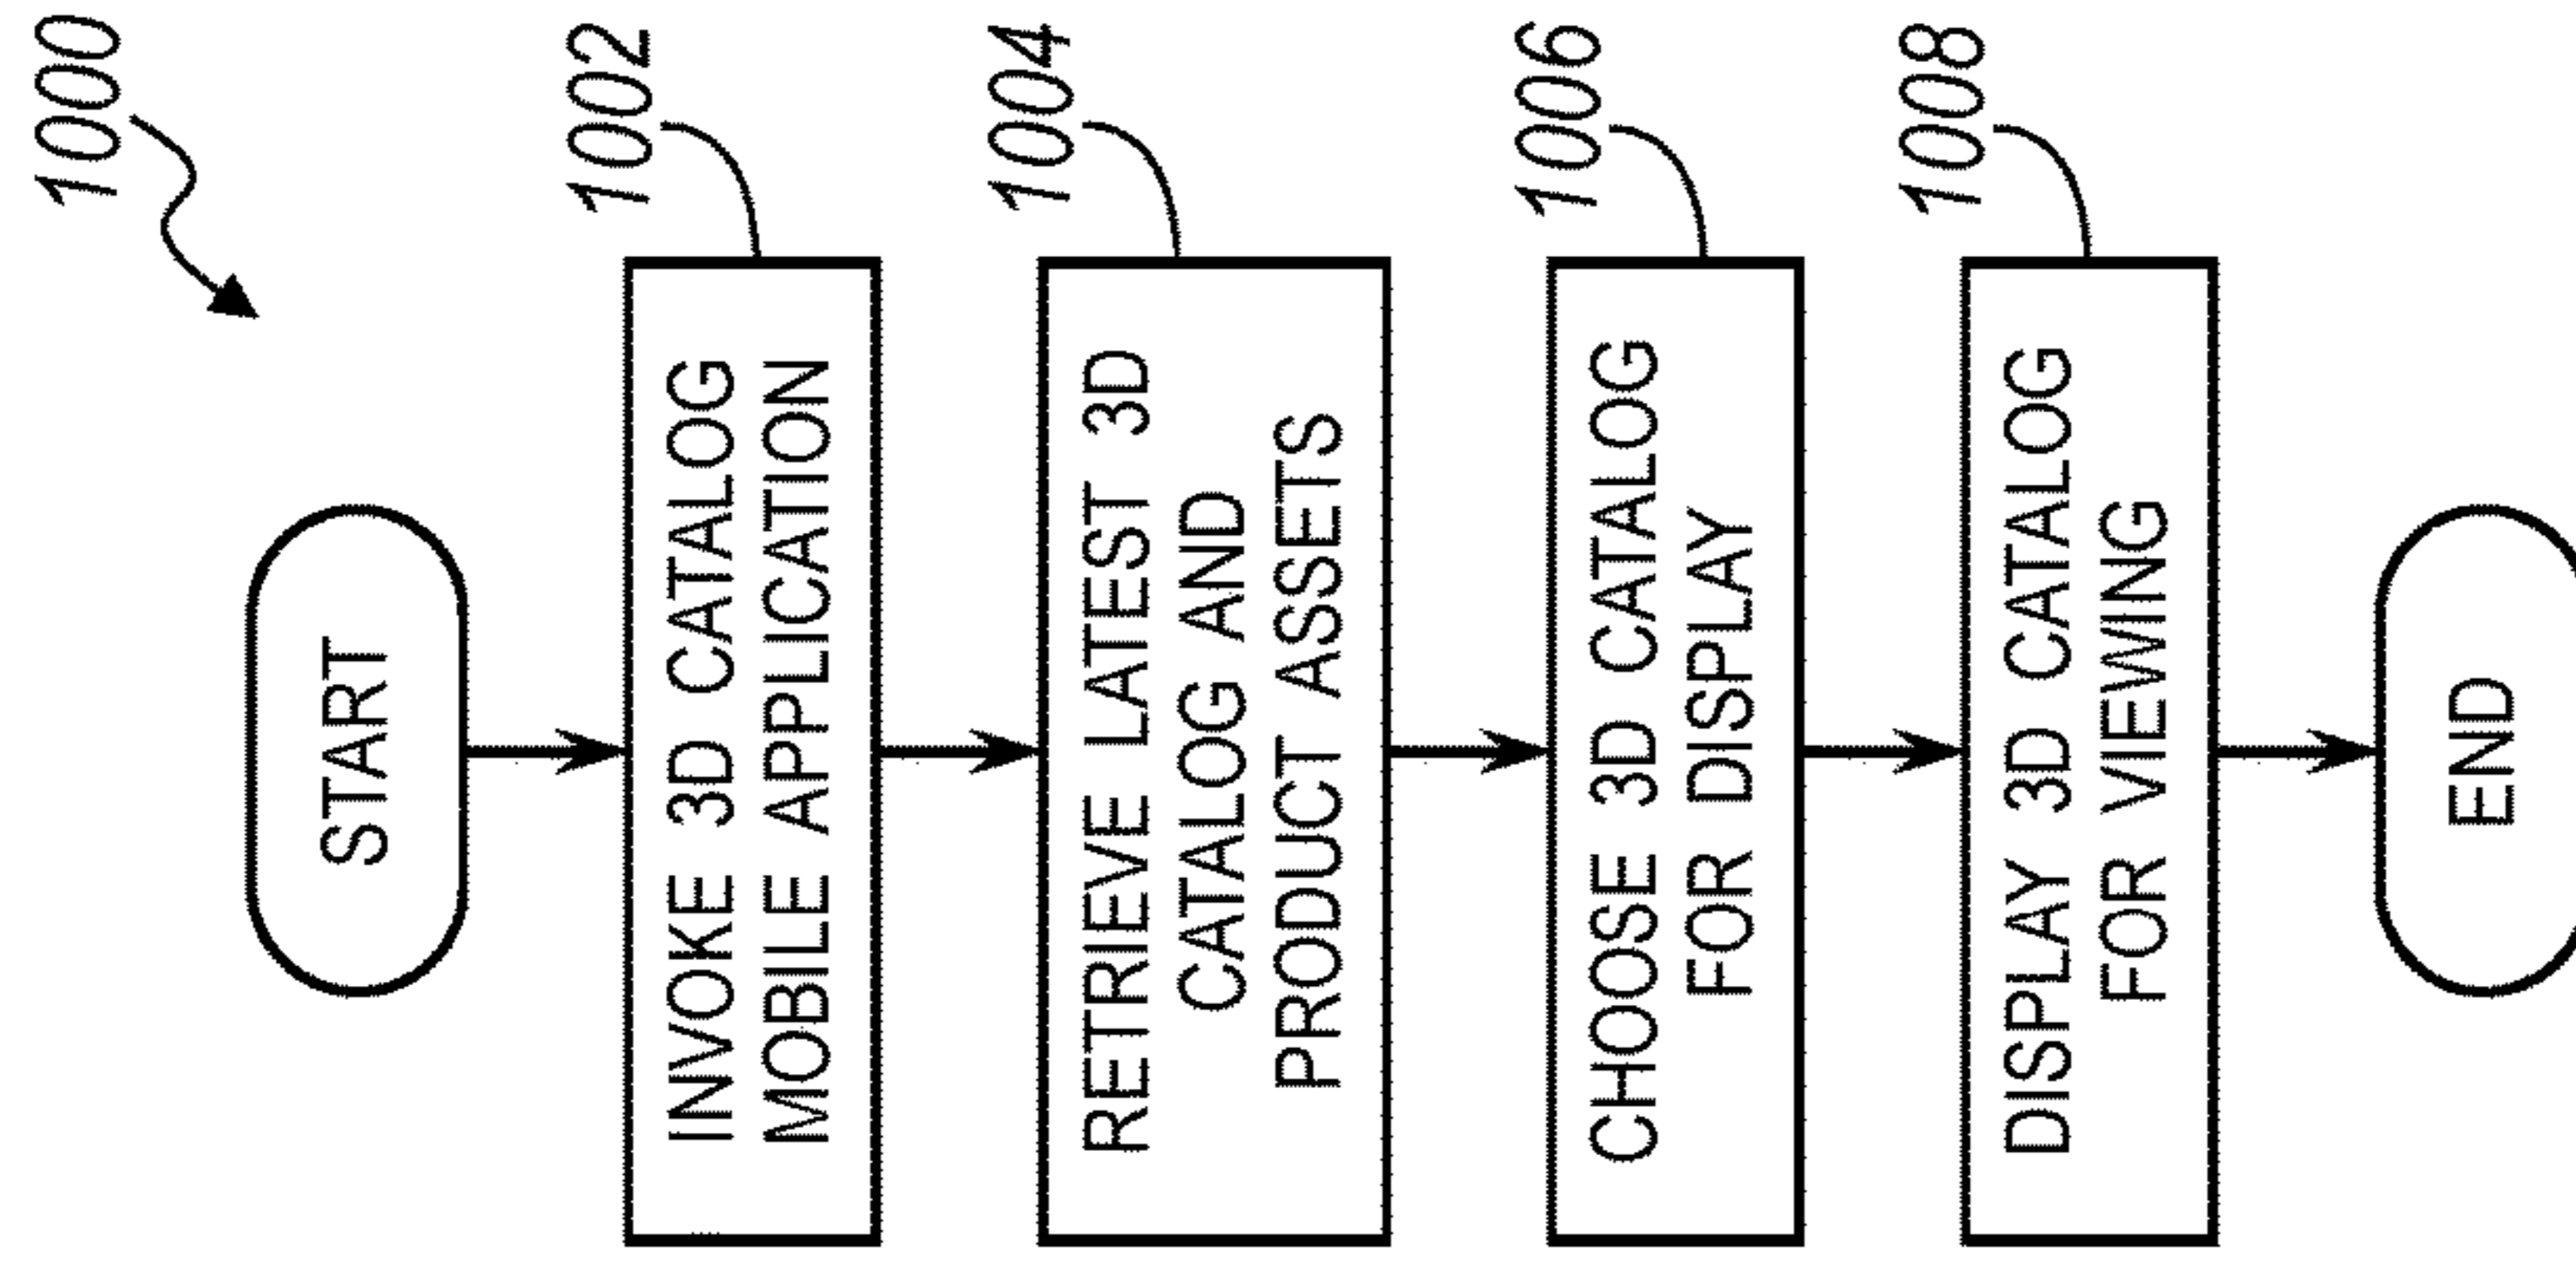 1000
START
1002
INVOKE 3D CATALOG
MOBILE APPLICATION
1004
RETRIEVE LATEST 3D
CATALOG AND
PRODUCT ASSETS
1006
CHOOSE 3D CATALOG
FOR DISPLAY
1008
DISPLAY 3D CATALOG
FOR VIEWING
END